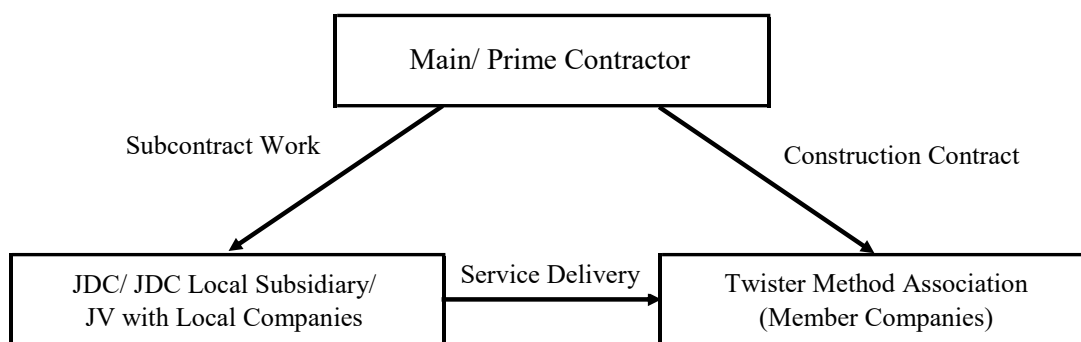 Main/ Prime Contractor
Subcontract Work
Construction Contract
JDC/ JDC Local Subsidiary/
JV with Local Companies
Service Delivery
Twister Method Association
(Member Companies)